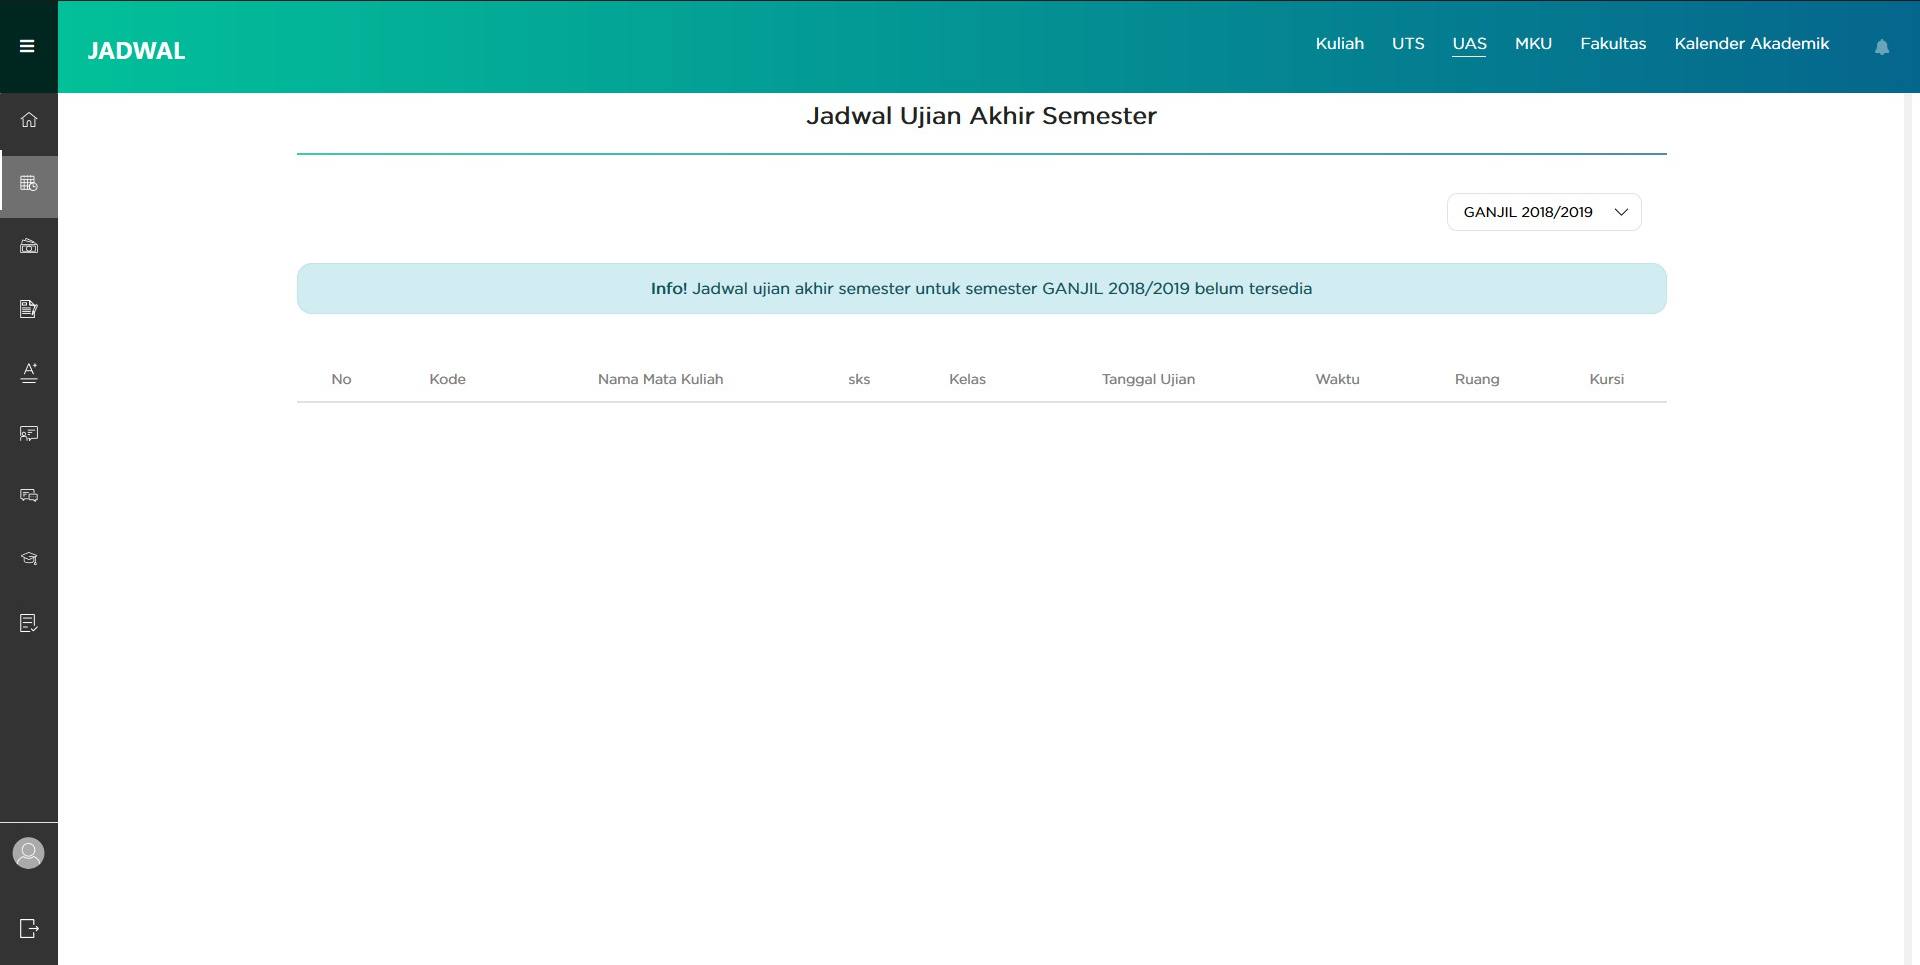 JADWAL
Kuliah UTS UAS MKU Fakultas Kalender Akademik
Jadwal Ujian Akhir Semester
GANJIL 2018/2019
Info! Jadwal ujian akhir semester untuk semester GANJIL 2018/2019 belum tersedia
No Kode Nama Mata Kuliah sks Kelas Tanggal Ujian Waktu Ruang Kursi
A+